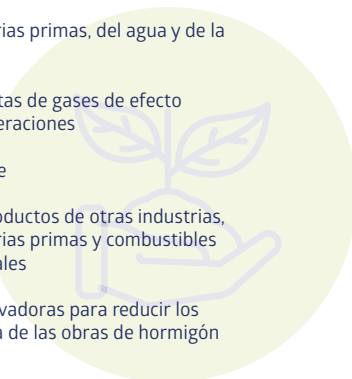 rias primas, del agua y de la
tas de gases de efecto
eraciones
e
oductos de otras industrias,
rias primas y combustibles
ales
vadoras para reducir los
a de las obras de hormigón